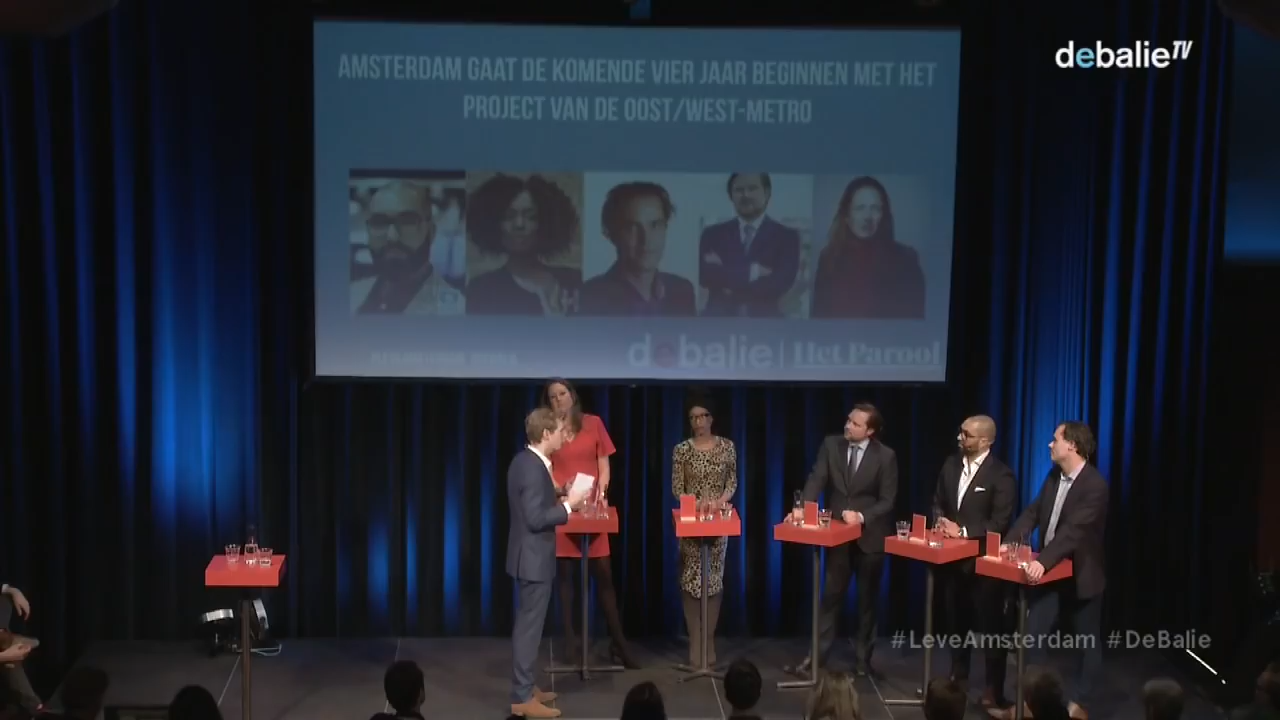 debalieTV
AMSTERDAM GAAT DE KOMENDE VIER JAAR BEGINNEN MET HET
PROJECT VAN DE OOST/WEST-METRO
debalie | Het Parool
#LeveAmsterdam #DeBalie